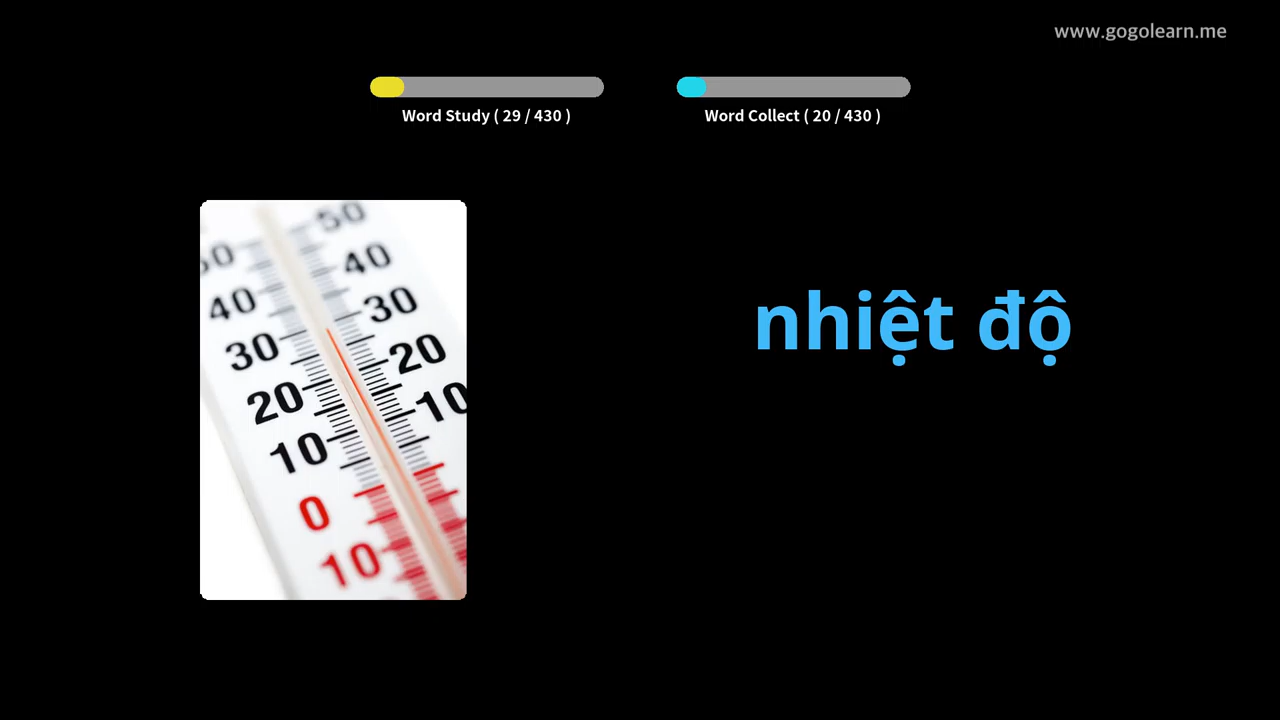 www.gogolearn.me
Word Study ( 29 / 430 )
Word Collect ( 20 / 430 )
50
40
40
30
30
20
20
10
10
0
10
nhiệt độ